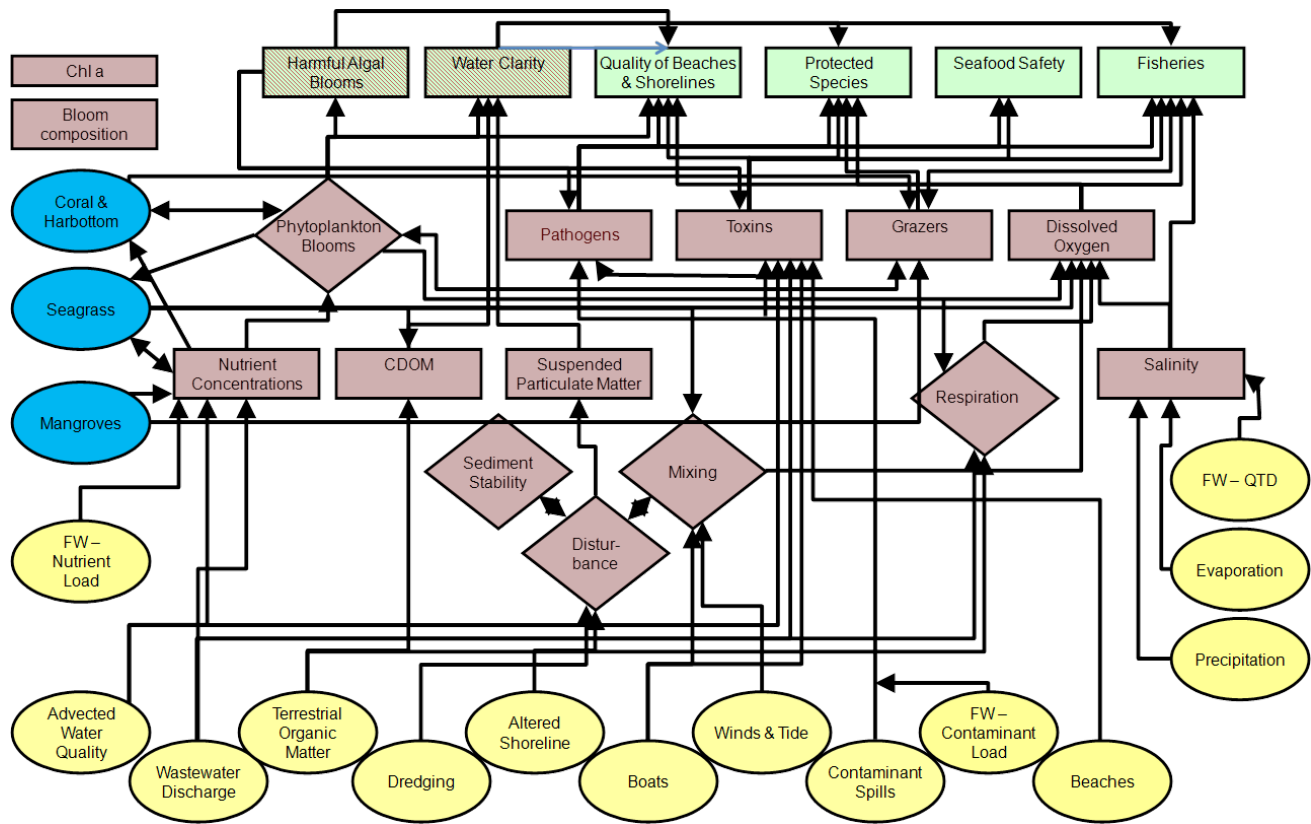 Harmful Algal
Blooms
Water Clarity
Quality of Beaches
& Shorelines
Protected
Species
Seafood Safety
Fisheries
Chl a
Bloom
composition
Coral &
Harbottom
Phytoplankton
Blooms
Pathogens
Toxins
Grazers
Dissolved
Oxygen
Seagrass
Nutrient
Concentrations
CDOM
Suspended
Particulate Matter
Respiration
Salinity
Mangroves
Sediment
Stability
Mixing
FW – QTD
FW –
Nutrient
Load
Distur-
bance
Evaporation
Precipitation
Advected
Water
Quality
Wastewater
Discharge
Terrestrial
Organic
Matter
Dredging
Altered
Shoreline
Boats
Winds & Tide
Contaminant
Spills
FW –
Contaminant
Load
Beaches